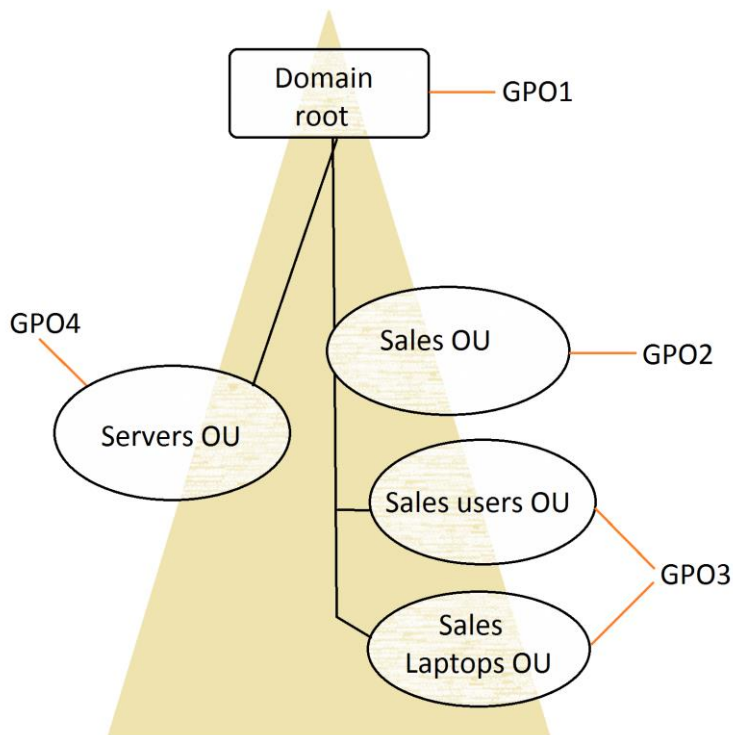 Domain
root
GPO1
GPO4
Sales OU
GPO2
Servers OU
Sales users OU
GPO3
Sales
Laptops OU